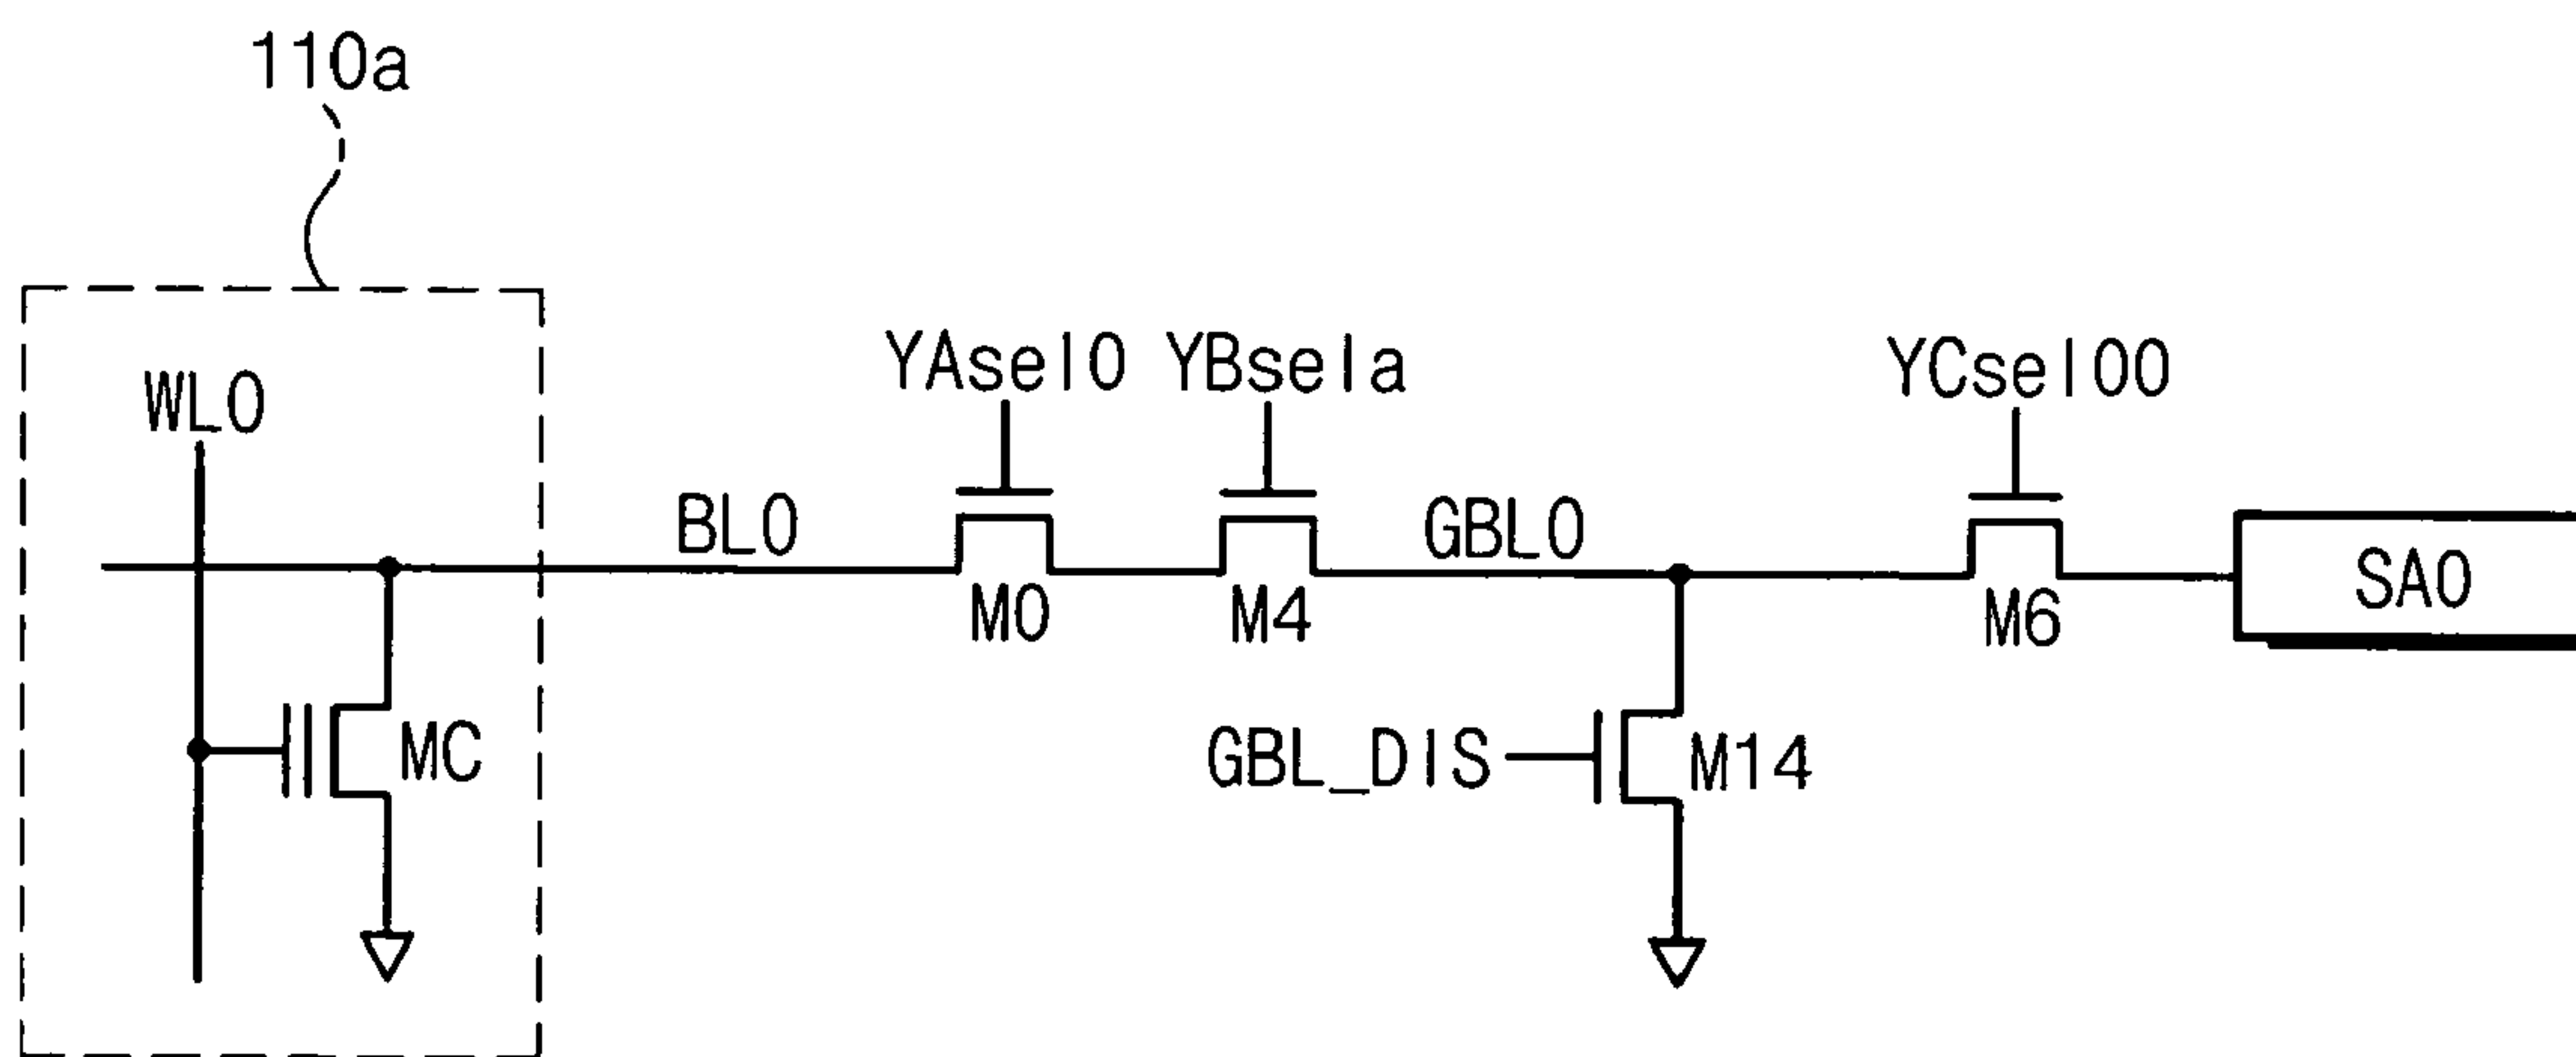 110a
WL0
YAsel0
YBsela
YCsel00
BL0
GBL0
M0
M4
M6
SA0
MC
GBL_DIS
M14